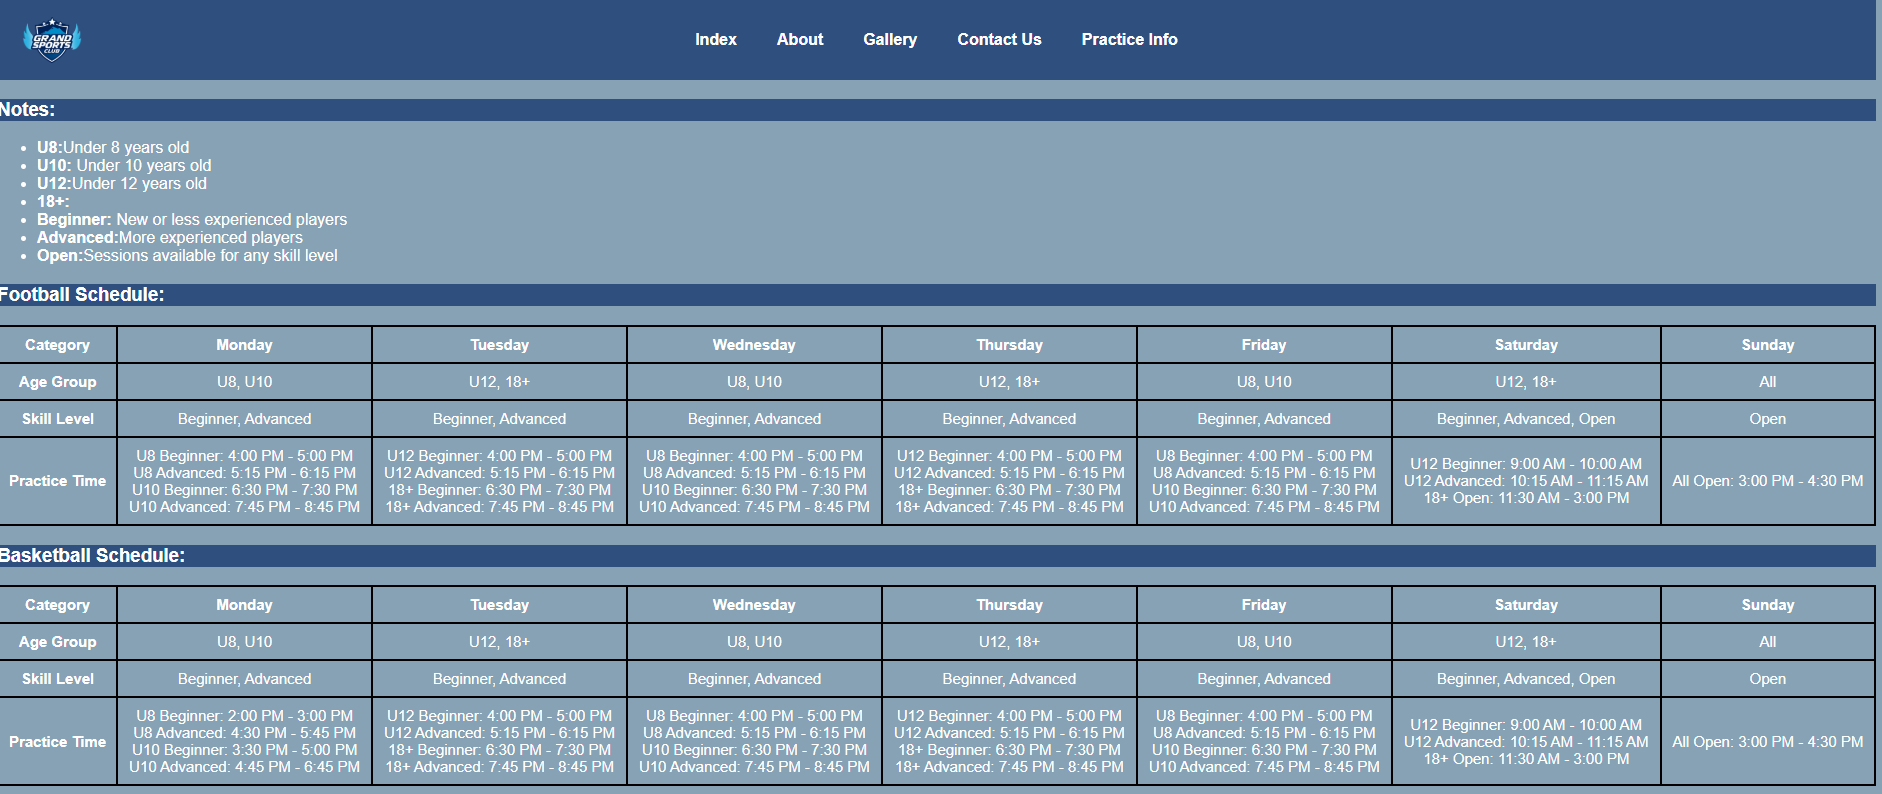 GRAND
SPORTS
CLUB
Index About Gallery Contact Us Practice Info
Notes:
U8:Under 8 years old
U10: Under 10 years old
U12:Under 12 years old
18+:
Beginner: New or less experienced players
Advanced:More experienced players
Open:Sessions available for any skill level
Football Schedule:
Category Monday Tuesday Wednesday Thursday Friday Saturday Sunday
Age Group U8, U10 U12, 18+ U8, U10 U12, 18+ U8, U10 U12, 18+ All
Skill Level Beginner, Advanced Beginner, Advanced Beginner, Advanced Beginner, Advanced Beginner, Advanced Beginner, Advanced, Open Open
Practice Time
U8 Beginner: 4:00 PM - 5:00 PM
U8 Advanced: 5:15 PM - 6:15 PM
U10 Beginner: 6:30 PM - 7:30 PM
U10 Advanced: 7:45 PM - 8:45 PM
U12 Beginner: 4:00 PM - 5:00 PM
U12 Advanced: 5:15 PM - 6:15 PM
18+ Beginner: 6:30 PM - 7:30 PM
18+ Advanced: 7:45 PM - 8:45 PM
U8 Beginner: 4:00 PM - 5:00 PM
U8 Advanced: 5:15 PM - 6:15 PM
U10 Beginner: 6:30 PM - 7:30 PM
U10 Advanced: 7:45 PM - 8:45 PM
U12 Beginner: 4:00 PM - 5:00 PM
U12 Advanced: 5:15 PM - 6:15 PM
18+ Beginner: 6:30 PM - 7:30 PM
18+ Advanced: 7:45 PM - 8:45 PM
U8 Beginner: 4:00 PM - 5:00 PM
U8 Advanced: 5:15 PM - 6:15 PM
U10 Beginner: 6:30 PM - 7:30 PM
U10 Advanced: 7:45 PM - 8:45 PM
U12 Beginner: 9:00 AM - 10:00 AM
U12 Advanced: 10:15 AM - 11:15 AM
18+ Open: 11:30 AM - 3:00 PM
All Open: 3:00 PM - 4:30 PM
Basketball Schedule:
Category Monday Tuesday Wednesday Thursday Friday Saturday Sunday
Age Group U8, U10 U12, 18+ U8, U10 U12, 18+ U8, U10 U12, 18+ All
Skill Level Beginner, Advanced Beginner, Advanced Beginner, Advanced Beginner, Advanced Beginner, Advanced Beginner, Advanced, Open Open
Practice Time
U8 Beginner: 2:00 PM - 3:00 PM
U8 Advanced: 4:30 PM - 5:45 PM
U10 Beginner: 3:30 PM - 5:00 PM
U10 Advanced: 4:45 PM - 6:45 PM
U12 Beginner: 4:00 PM - 5:00 PM
U12 Advanced: 5:15 PM - 6:15 PM
18+ Beginner: 6:30 PM - 7:30 PM
18+ Advanced: 7:45 PM - 8:45 PM
U8 Beginner: 4:00 PM - 5:00 PM
U8 Advanced: 5:15 PM - 6:15 PM
U10 Beginner: 6:30 PM - 7:30 PM
U10 Advanced: 7:45 PM - 8:45 PM
U12 Beginner: 4:00 PM - 5:00 PM
U12 Advanced: 5:15 PM - 6:15 PM
18+ Beginner: 6:30 PM - 7:30 PM
18+ Advanced: 7:45 PM - 8:45 PM
U8 Beginner: 4:00 PM - 5:00 PM
U8 Advanced: 5:15 PM - 6:15 PM
U10 Beginner: 6:30 PM - 7:30 PM
U10 Advanced: 7:45 PM - 8:45 PM
U12 Beginner: 9:00 AM - 10:00 AM
U12 Advanced: 10:15 AM - 11:15 AM
18+ Open: 11:30 AM - 3:00 PM
All Open: 3:00 PM - 4:30 PM